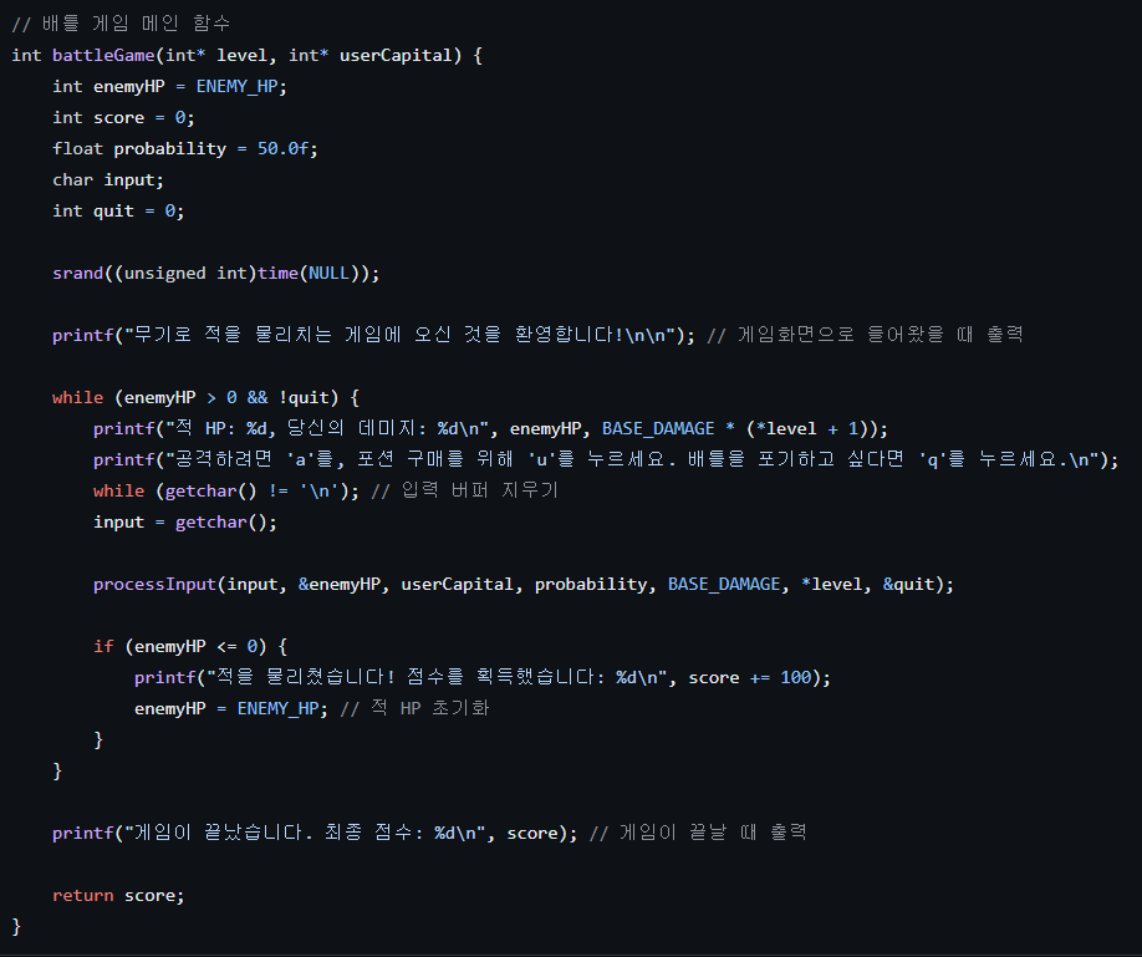 // 배틀 게임 메인 함수
int battleGame(int* level, int* userCapital) {
    int enemyHP = ENEMY_HP;
    int score = 0;
    float probability = 50.0f;
    char input;
    int quit = 0;

    srand((unsigned int)time(NULL));

    printf("무기로 적을 물리치는 게임에 오신 것을 환영합니다!\n\n"); // 게임화면으로 들어왔을 때 출력

    while (enemyHP > 0 && !quit) {
        printf("적 HP: %d, 당신의 데미지: %d\n", enemyHP, BASE_DAMAGE * (*level + 1));
        printf("공격하려면 'a'를, 포션 구매를 위해 'u'를 누르세요. 배틀을 포기하고 싶다면 'q'를 누르세요.\n");
        while (getchar() != '\n'); // 입력 버퍼 지우기
        input = getchar();

        processInput(input, &enemyHP, userCapital, probability, BASE_DAMAGE, *level, &quit);

        if (enemyHP <= 0) {
            printf("적을 물리쳤습니다! 점수를 획득했습니다: %d\n", score += 100);
            enemyHP = ENEMY_HP; // 적 HP 초기화
        }
    }

    printf("게임이 끝났습니다. 최종 점수: %d\n", score); // 게임이 끝날 때 출력

    return score;
}